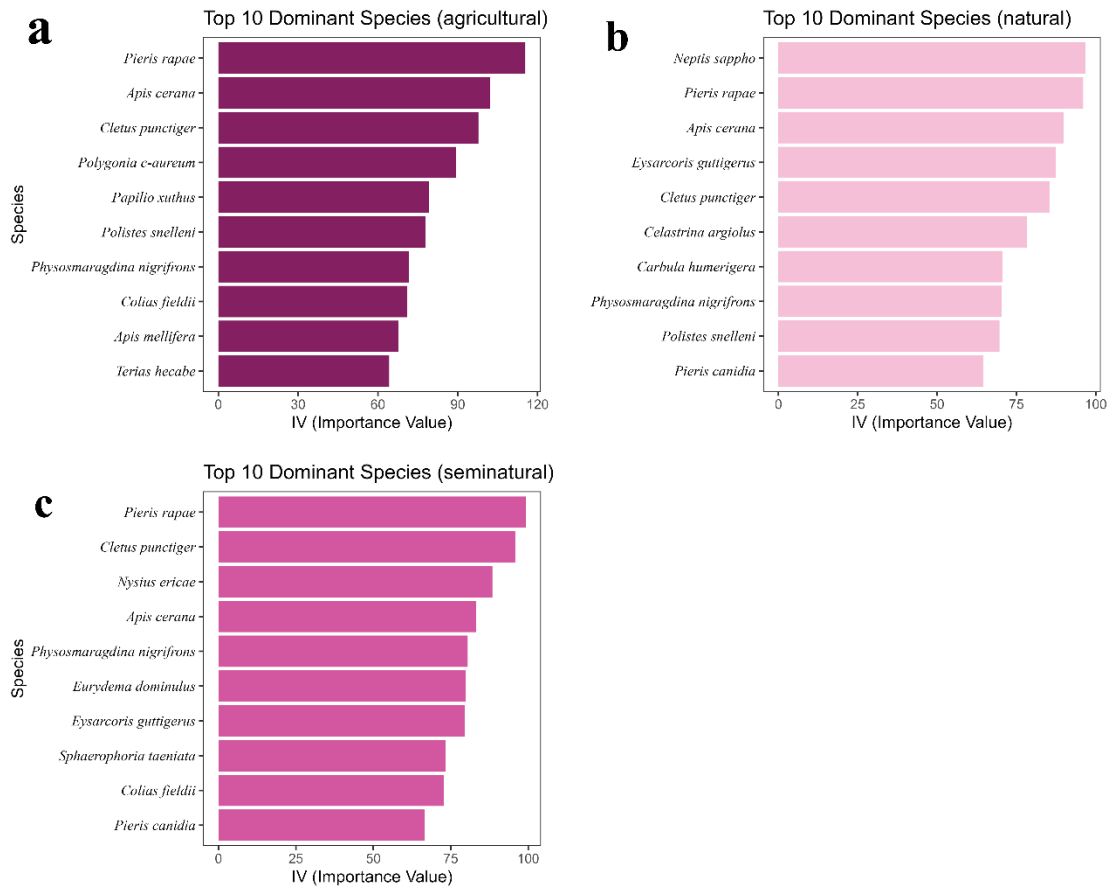 a
Top 10 Dominant Species (agricultural)
Species
Pieris rapae
Apis cerana
Cletus punctiger
Polygonia c-aureum
Papilio xuthus
Polistes snelleni
Physosmaragdina nigrifrons
Colias fieldii
Apis mellifera
Terias hecabe
0 30 60 90 120
IV (Importance Value)
b
Top 10 Dominant Species (natural)
Neptis sappho
Pieris rapae
Apis cerana
Eysarcoris guttigerus
Cletus punctiger
Celastrina argiolus
Carbula humerigera
Physosmaragdina nigrifrons
Polistes snelleni
Pieris canidia
0 25 50 75 100
IV (Importance Value)
c
Top 10 Dominant Species (seminatural)
Species
Pieris rapae
Cletus punctiger
Nysius ericae
Apis cerana
Physosmaragdina nigrifrons
Eurydema dominulus
Eysarcoris guttigerus
Sphaerophoria taeniata
Colias fieldii
Pieris canidia
0 25 50 75 100
IV (Importance Value)